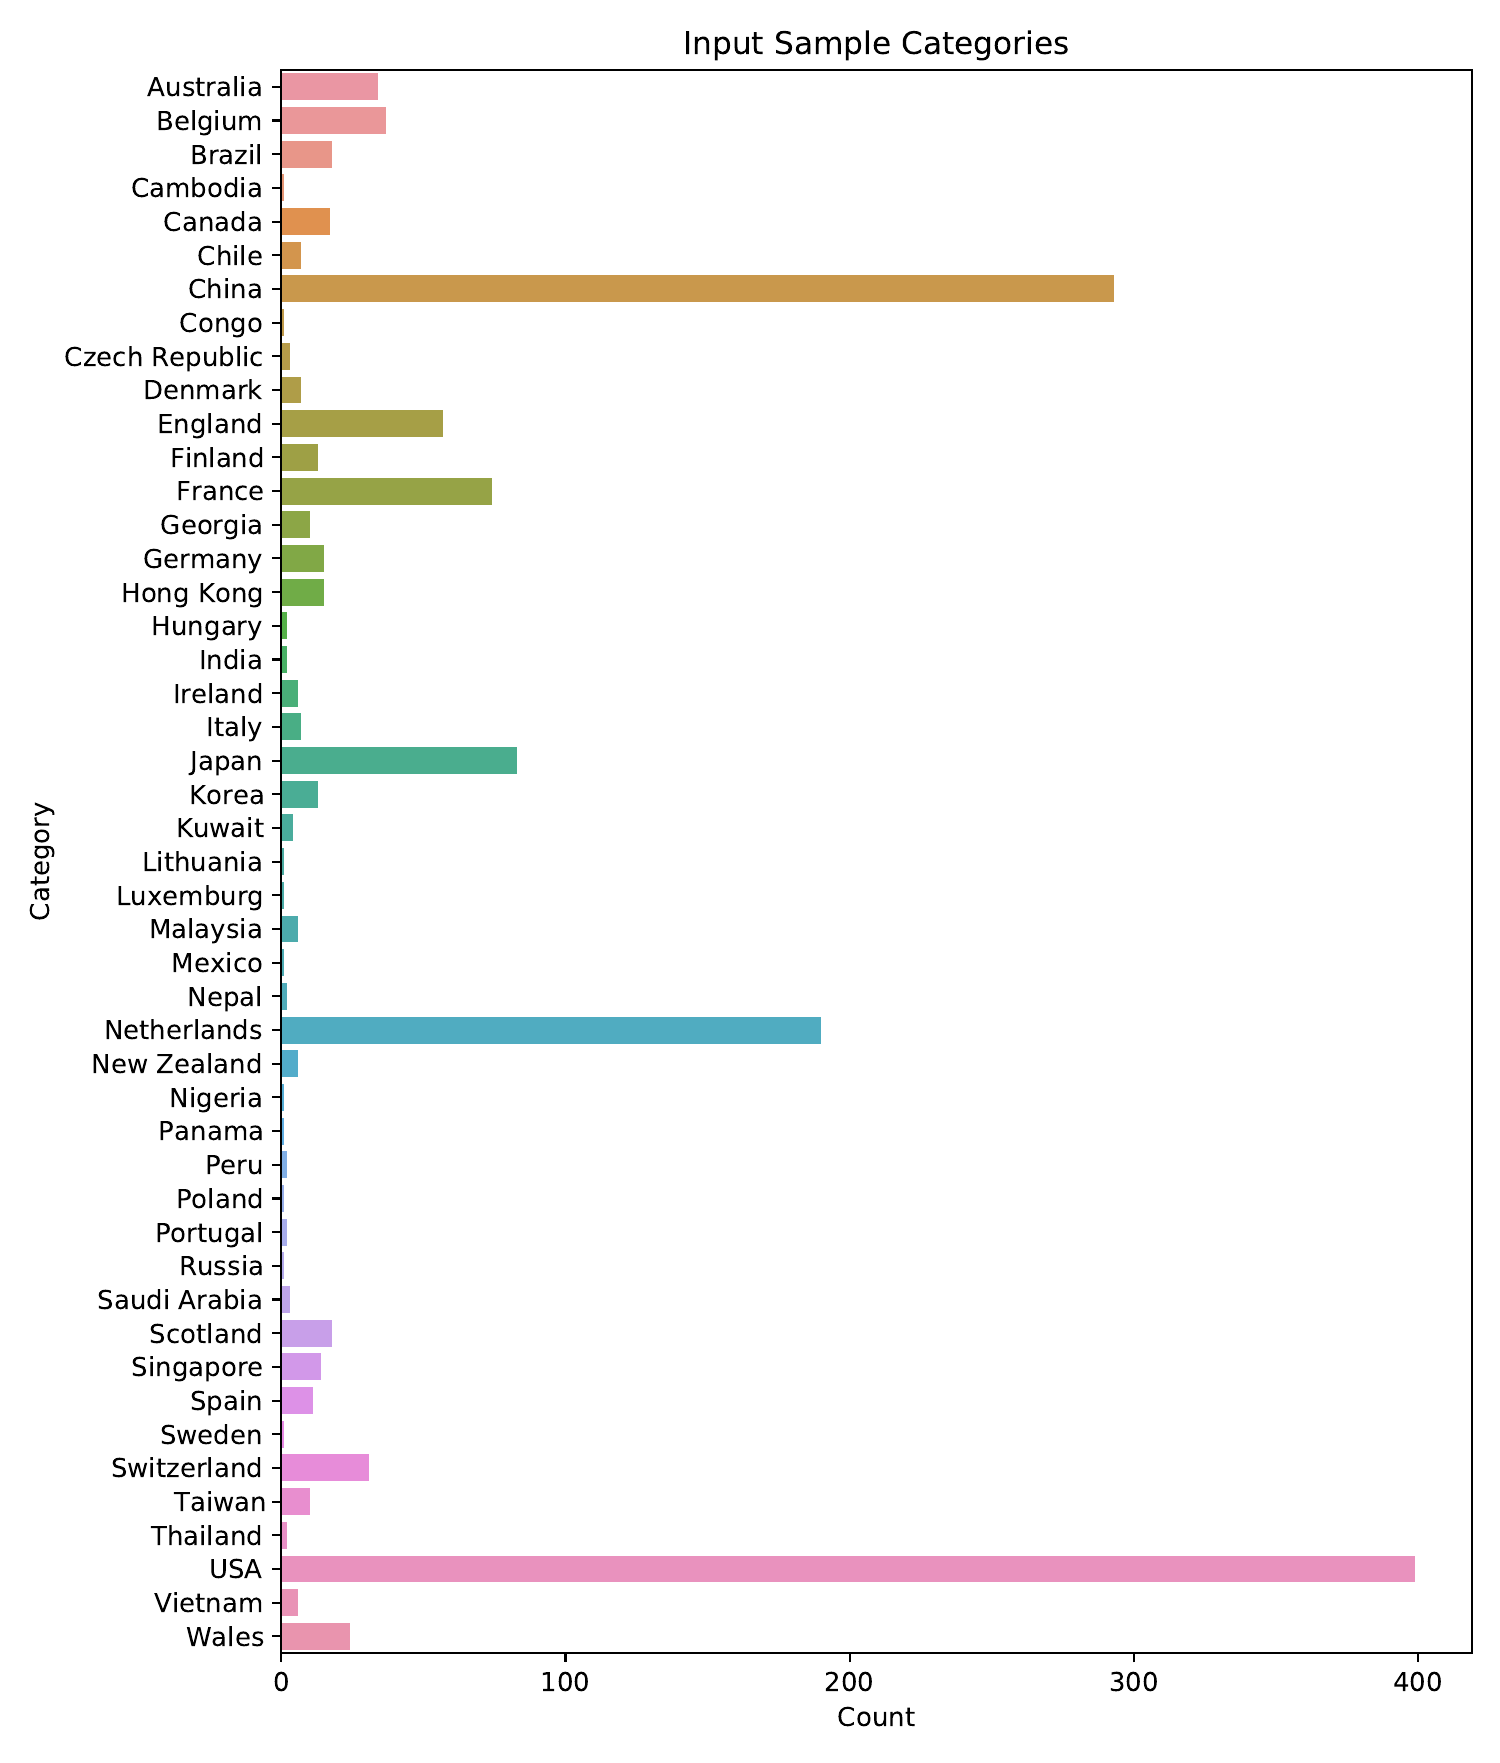 Input Sample Categories
Australia
Belgium
Brazil
Cambodia
Canada
Chile
China
Congo
Czech Republic
Denmark
England
Finland
France
Georgia
Germany
Hong Kong
Hungary
India
Ireland
Italy
Japan
Korea
Kuwait
Lithuania
Luxemburg
Malaysia
Mexico
Nepal
Netherlands
New Zealand
Nigeria
Panama
Peru
Poland
Portugal
Russia
Saudi Arabia
Scotland
Singapore
Spain
Sweden
Switzerland
Taiwan
Thailand
USA
Vietnam
Wales
Category
0 100 200 300 400
Count